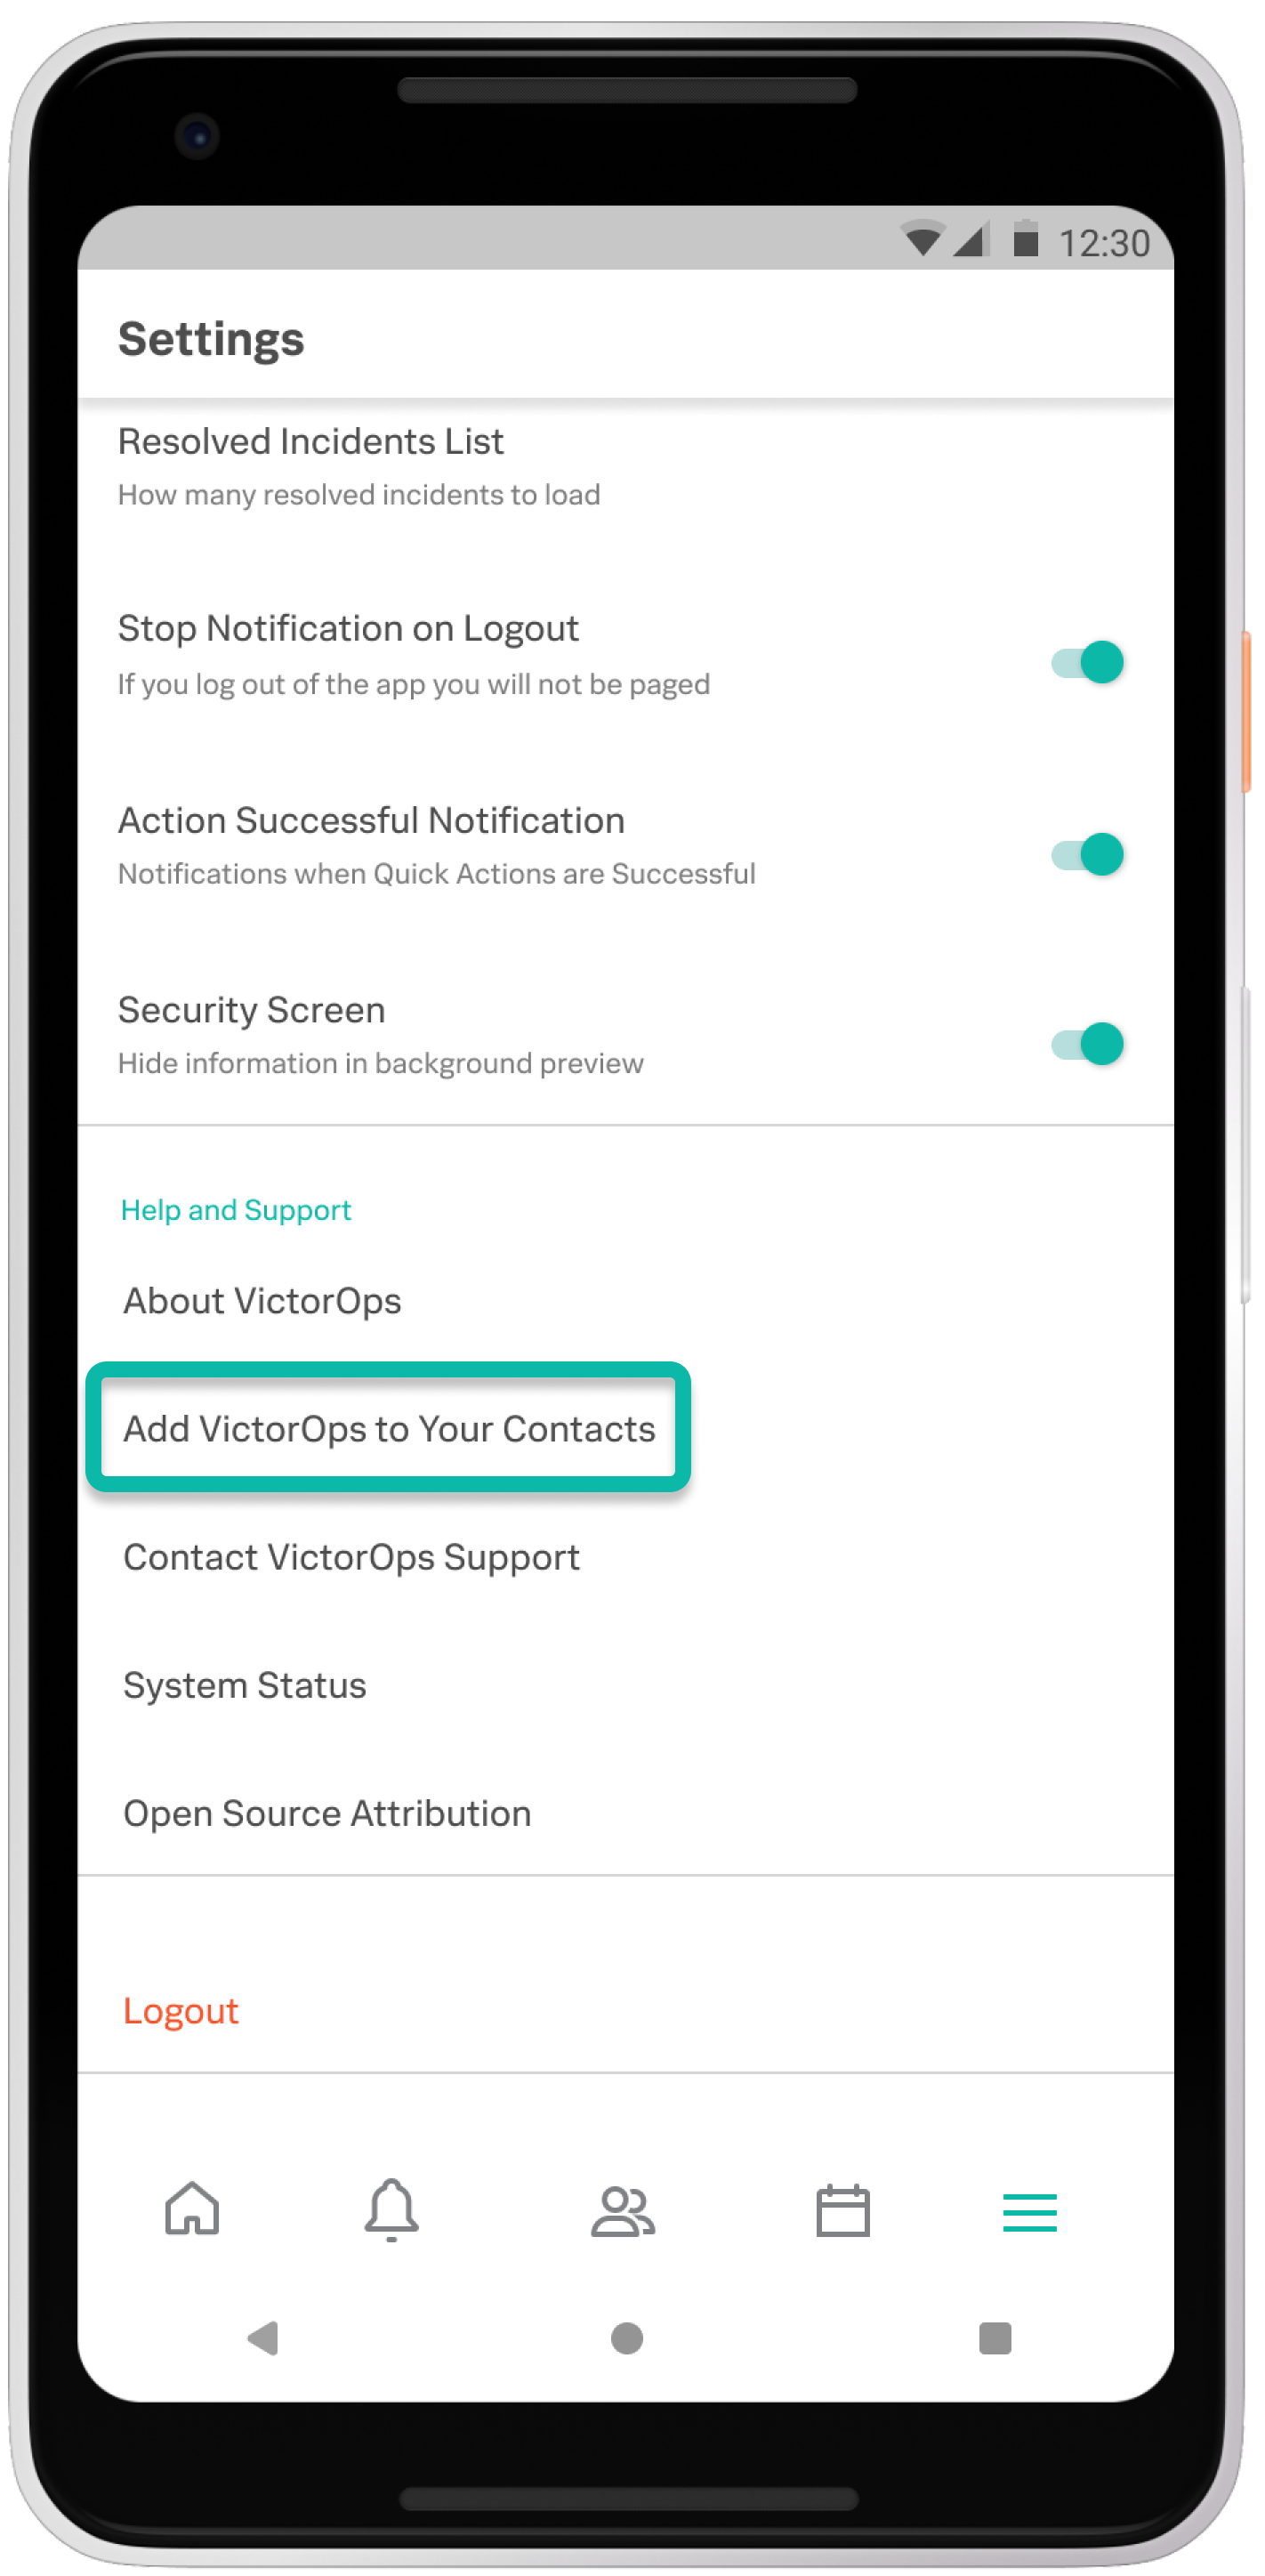 12:30
Settings
Resolved Incidents List
How many resolved incidents to load
Stop Notification on Logout
If you log out of the app you will not be paged
Action Successful Notification
Notifications when Quick Actions are Successful
Security Screen
Hide information in background preview
Help and Support
About VictorOps
Add VictorOps to Your Contacts
Contact VictorOps Support
System Status
Open Source Attribution
Logout